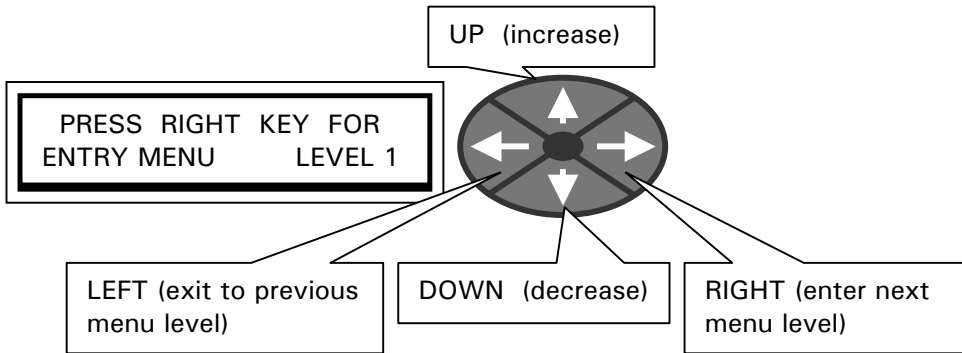 UP (increase)
PRESS RIGHT KEY FOR
ENTRY MENU LEVEL 1
LEFT (exit to previous
menu level)
DOWN (decrease)
RIGHT (enter next
menu level)